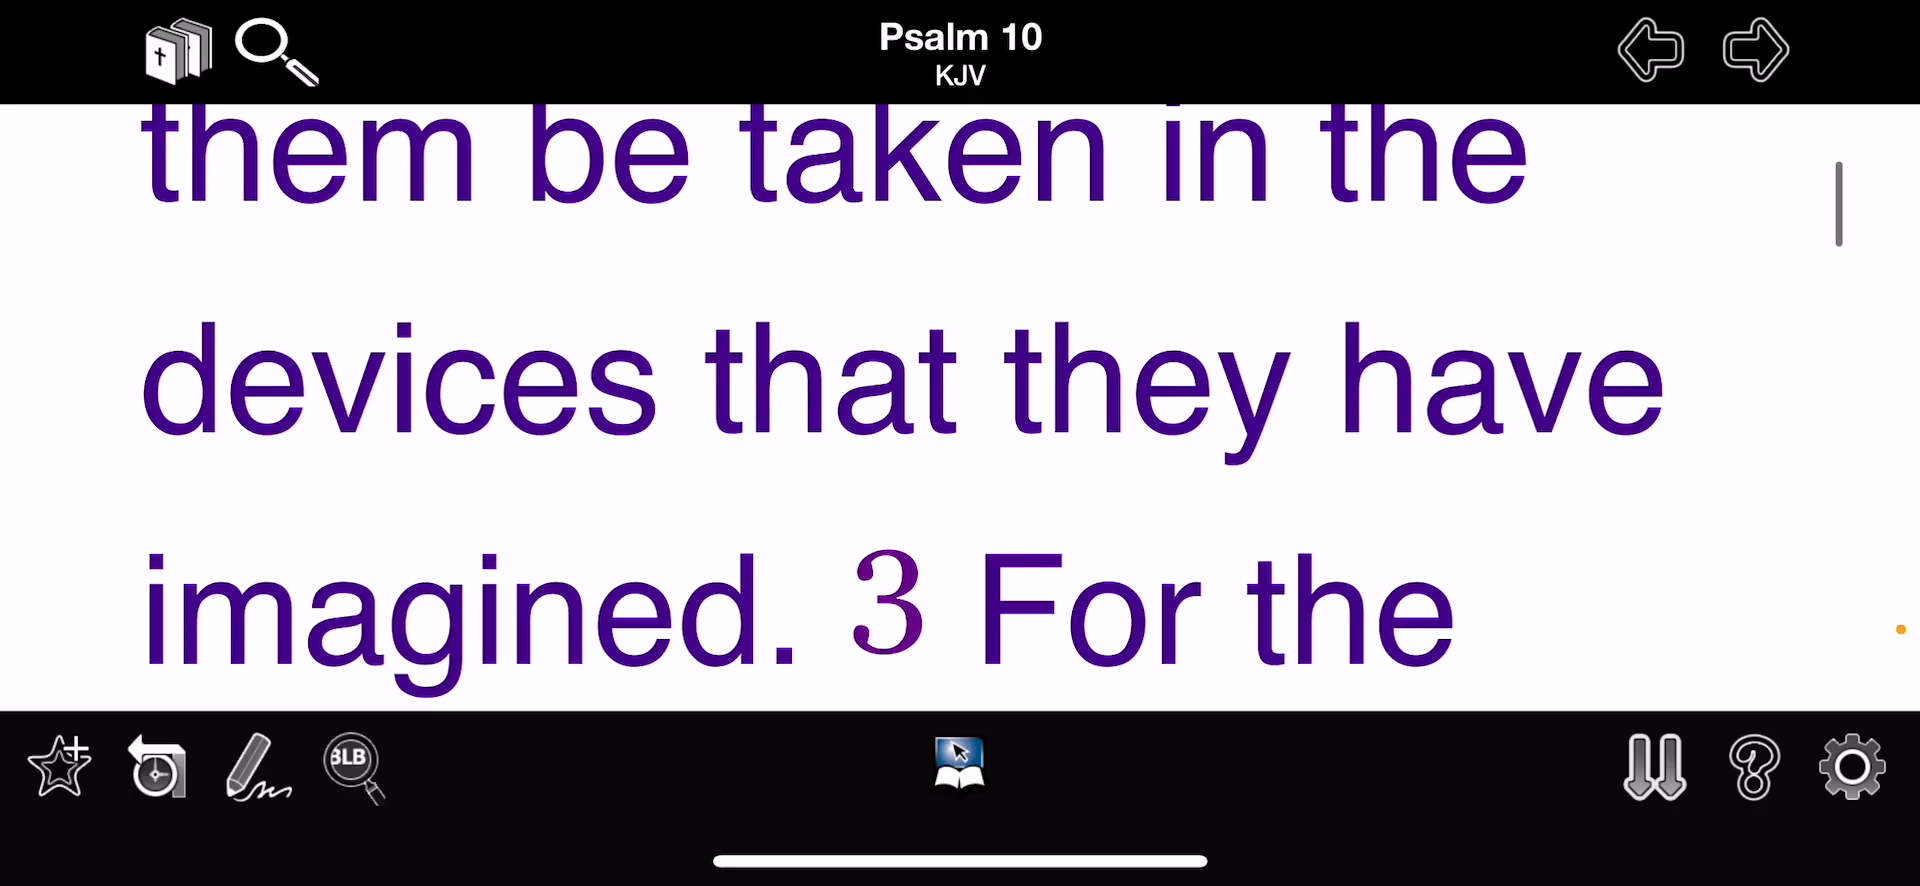 Psalm 10
KJV
them be taken in the
devices that they have
imagined. 3 For the
BLB